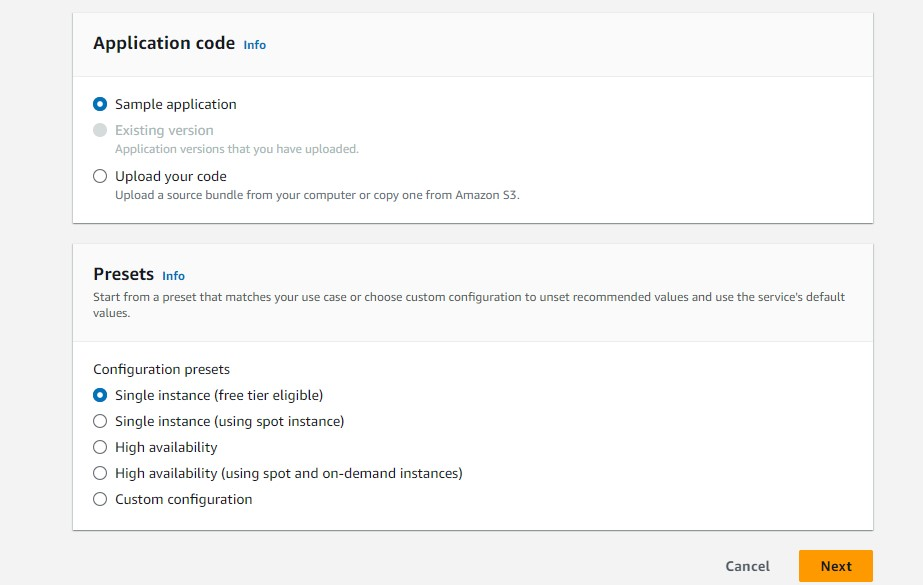 Application code Info
Sample application
Existing version
Application versions that you have uploaded.
Upload your code
Upload a source bundle from your computer or copy one from Amazon S3.
Presets Info
Start from a preset that matches your use case or choose custom configuration to unset recommended values and use the service's default
values.
Configuration presets
Single instance (free tier eligible)
Single instance (using spot instance)
High availability
High availability (using spot and on-demand instances)
Custom configuration
Cancel Next